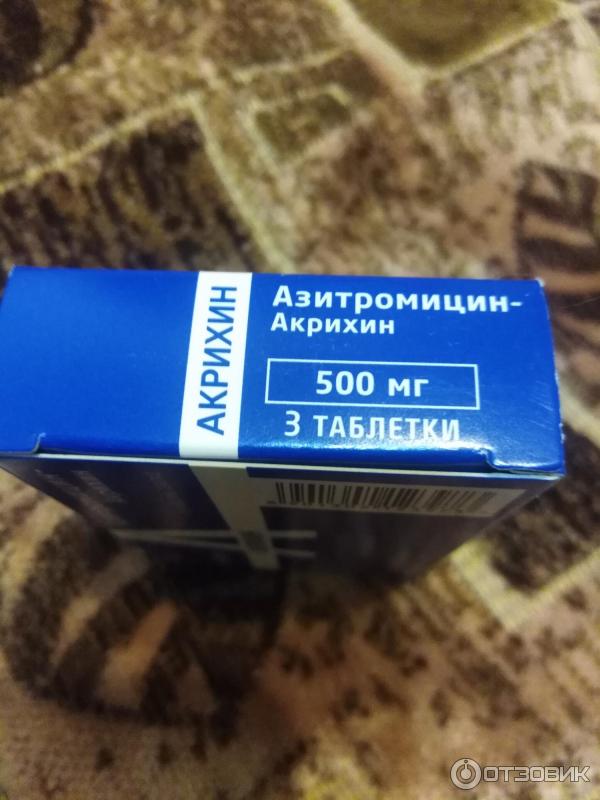 АКРИХИН
Азитромицин-
Акрихин
500 мг
3 ТАБЛЕТКИ
ОТЗОВИК